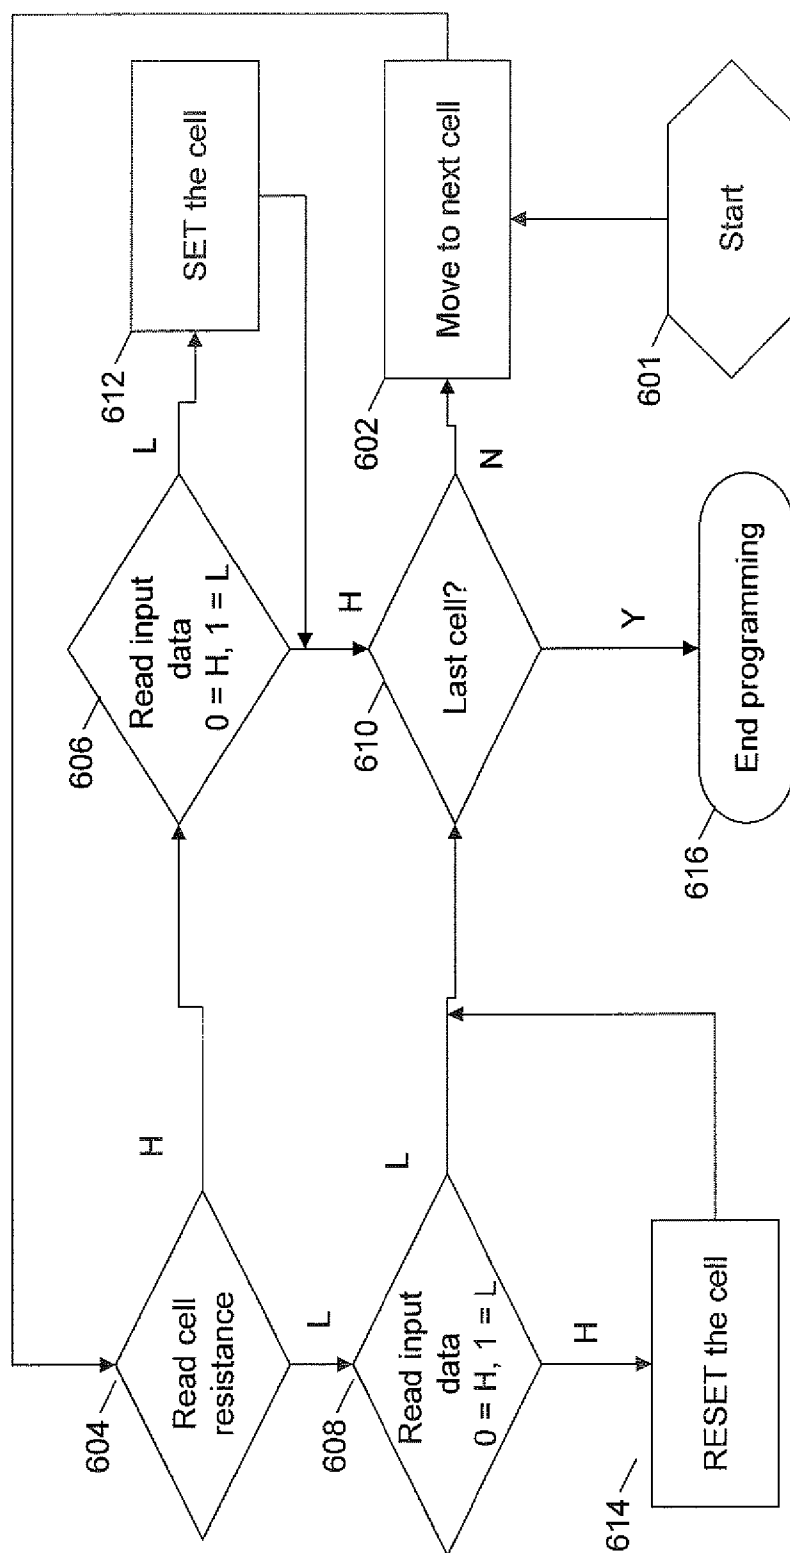 604
Read cell
resistance
H
L
606
Read input
data
0 = H, 1 = L
L
612
SET the cell
H
608
Read input
data
0 = H, 1 = L
L
H
610
Last cell?
N
Y
602
Move to next cell
614
RESET the cell
616
End programming
601
Start